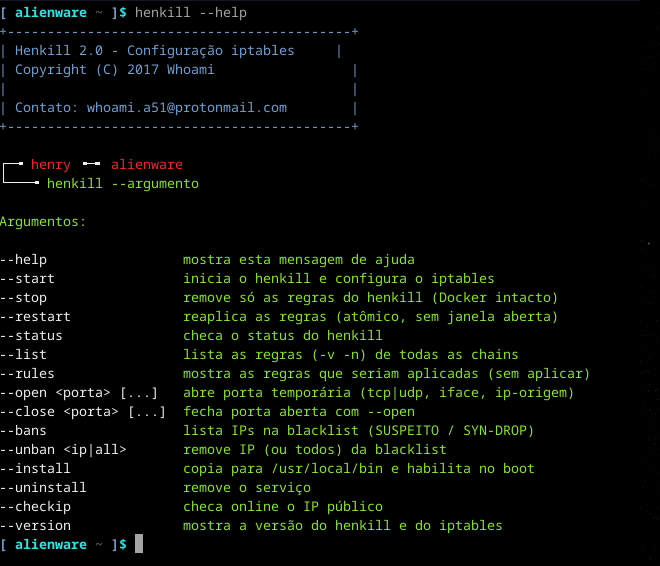 [ alienware ~ ]$ henkill --help
+-------------------------------------------+
| Henkill 2.0 - Configuração iptables     |
| Copyright (C) 2017 Whoami                 |
|                                           |
| Contato: whoami.a51@protonmail.com        |
+-------------------------------------------+
henry alienware
henkill --argumento
Argumentos:
--help mostra esta mensagem de ajuda
--start inicia o henkill e configura o iptables
--stop remove só as regras do henkill (Docker intacto)
--restart reaplica as regras (atômico, sem janela aberta)
--status checa o status do henkill
--list lista as regras (-v -n) de todas as chains
--rules mostra as regras que seriam aplicadas (sem aplicar)
--open <porta> [...] abre porta temporária (tcp|udp, iface, ip-origem)
--close <porta> [...] fecha porta aberta com --open
--bans lista IPs na blacklist (SUSPEITO / SYN-DROP)
--unban <ip|all> remove IP (ou todos) da blacklist
--install copia para /usr/local/bin e habilita no boot
--uninstall remove o serviço
--checkip checa online o IP público
--version mostra a versão do henkill e do iptables
[ alienware ~ ]$